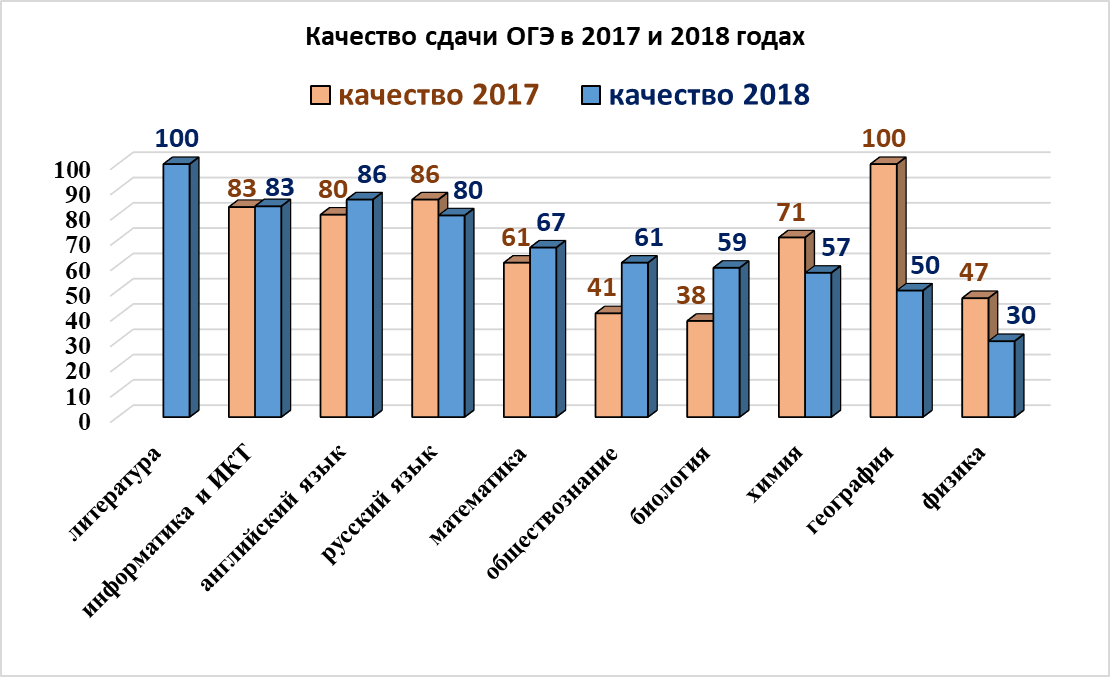 Качество сдачи ОГЭ в 2017 и 2018 годах
качество 2017 качество 2018
100
90
80
70
60
50
40
30
20
10
0
100
83 83
80 86
86 80
61 67
41 61
38 59
71 57
100 50
47 30
литература
информатика и ИКТ
английский язык
русский язык
математика
обществознание
биология
химия
география
физика